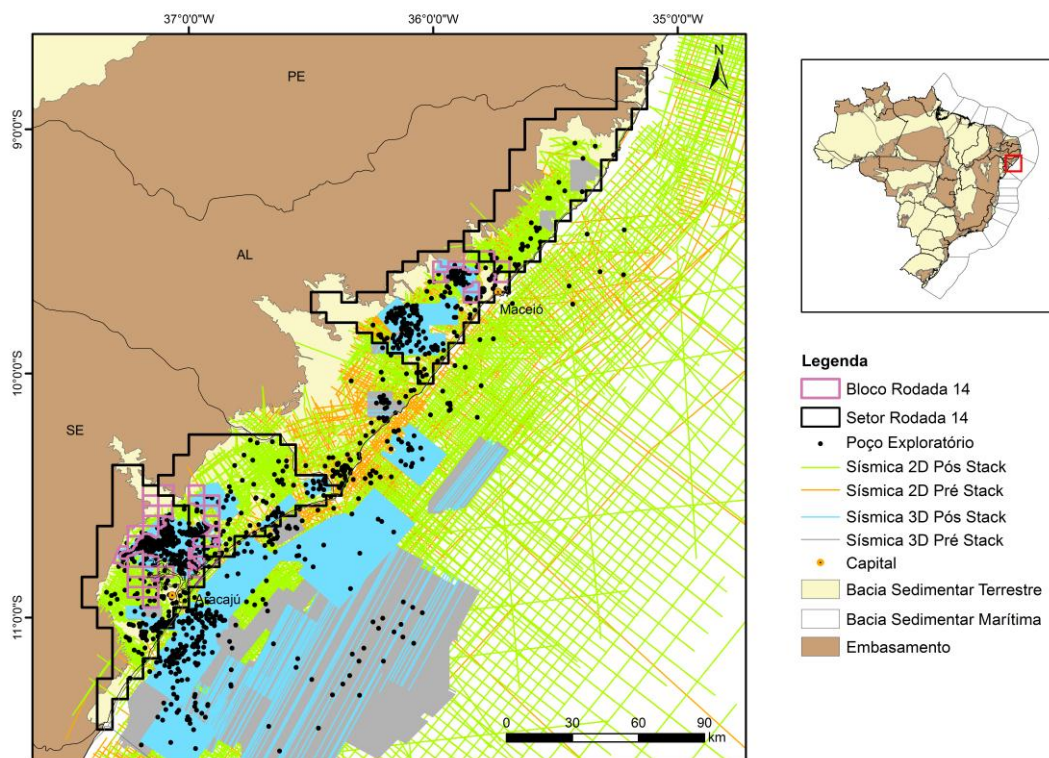 37°0'0"W 36°0'0"W 35°0'0"W
N
PE
9°0'0"S
AL
Maceió
10°0'0"S
SE
Aracajú
11°0'0"S
0 30 60 90
km
Legenda
Bloco Rodada 14
Setor Rodada 14
Poço Exploratório
Sísmica 2D Pós Stack
Sísmica 2D Pré Stack
Sísmica 3D Pós Stack
Sísmica 3D Pré Stack
Capital
Bacia Sedimentar Terrestre
Bacia Sedimentar Marítima
Embasamento